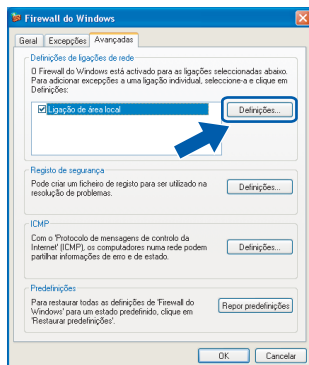 Firewall do Windows
Geral Excepções Avançadas
Definições de ligações de rede
O Firewall do Windows está activado para as ligações seleccionadas abaixo.
Para adicionar excepções a uma ligação individual, seleccione-a e clique em
Definições:
Ligação de área local
Definições...
Registo de segurança
Pode criar um ficheiro de registo para ser utilizado na
resolução de problemas.
Definições...
ICMP
Com o 'Protocolo de mensagens de controlo da
Internet' (ICMP), os computadores numa rede podem
partilhar informações de erro e de estado.
Definições...
Predefinições
Para restaurar todas as definições de 'Firewall do
Windows' para um estado predefinido, clique em
'Restaurar predefinições'.
Repor predefinições
OK Cancelar